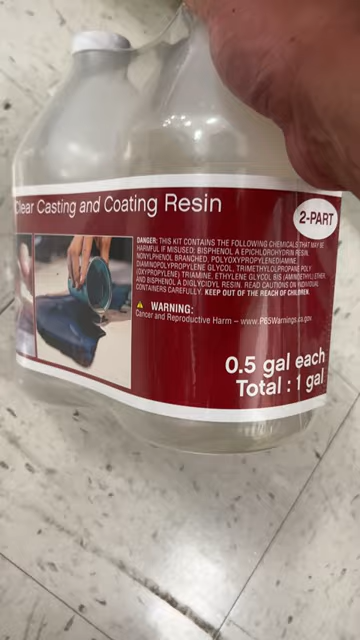 Clear Casting and Coating Resin
2-PART
DANGER: THIS KIT CONTAINS THE FOLLOWING CHEMICALS THAT MAY BE
HARMFUL IF MISUSED: BISPHENOL A EPICHLOROHYDRIN RESIN,
NONYLPHENOL BRANCHED, POLYOXYPROPYLENEDIAMINE,
DIAMINOPOLYPROPYLENE GLYCOL, TRIMETHYLOLPROPANE POLY
(OXYPROPYLENE) TRIAMINE, ETHYLENE GLYCOL BIS (AMINOETHYL) ETHER,
AND BISPHENOL A DIGLYCIDYL RESIN. READ CAUTIONS ON INDIVIDUAL
CONTAINERS CAREFULLY. KEEP OUT OF THE REACH OF CHILDREN.
WARNING:
Cancer and Reproductive Harm – www.P65Warnings.ca.gov
0.5 gal each
Total : 1 gal